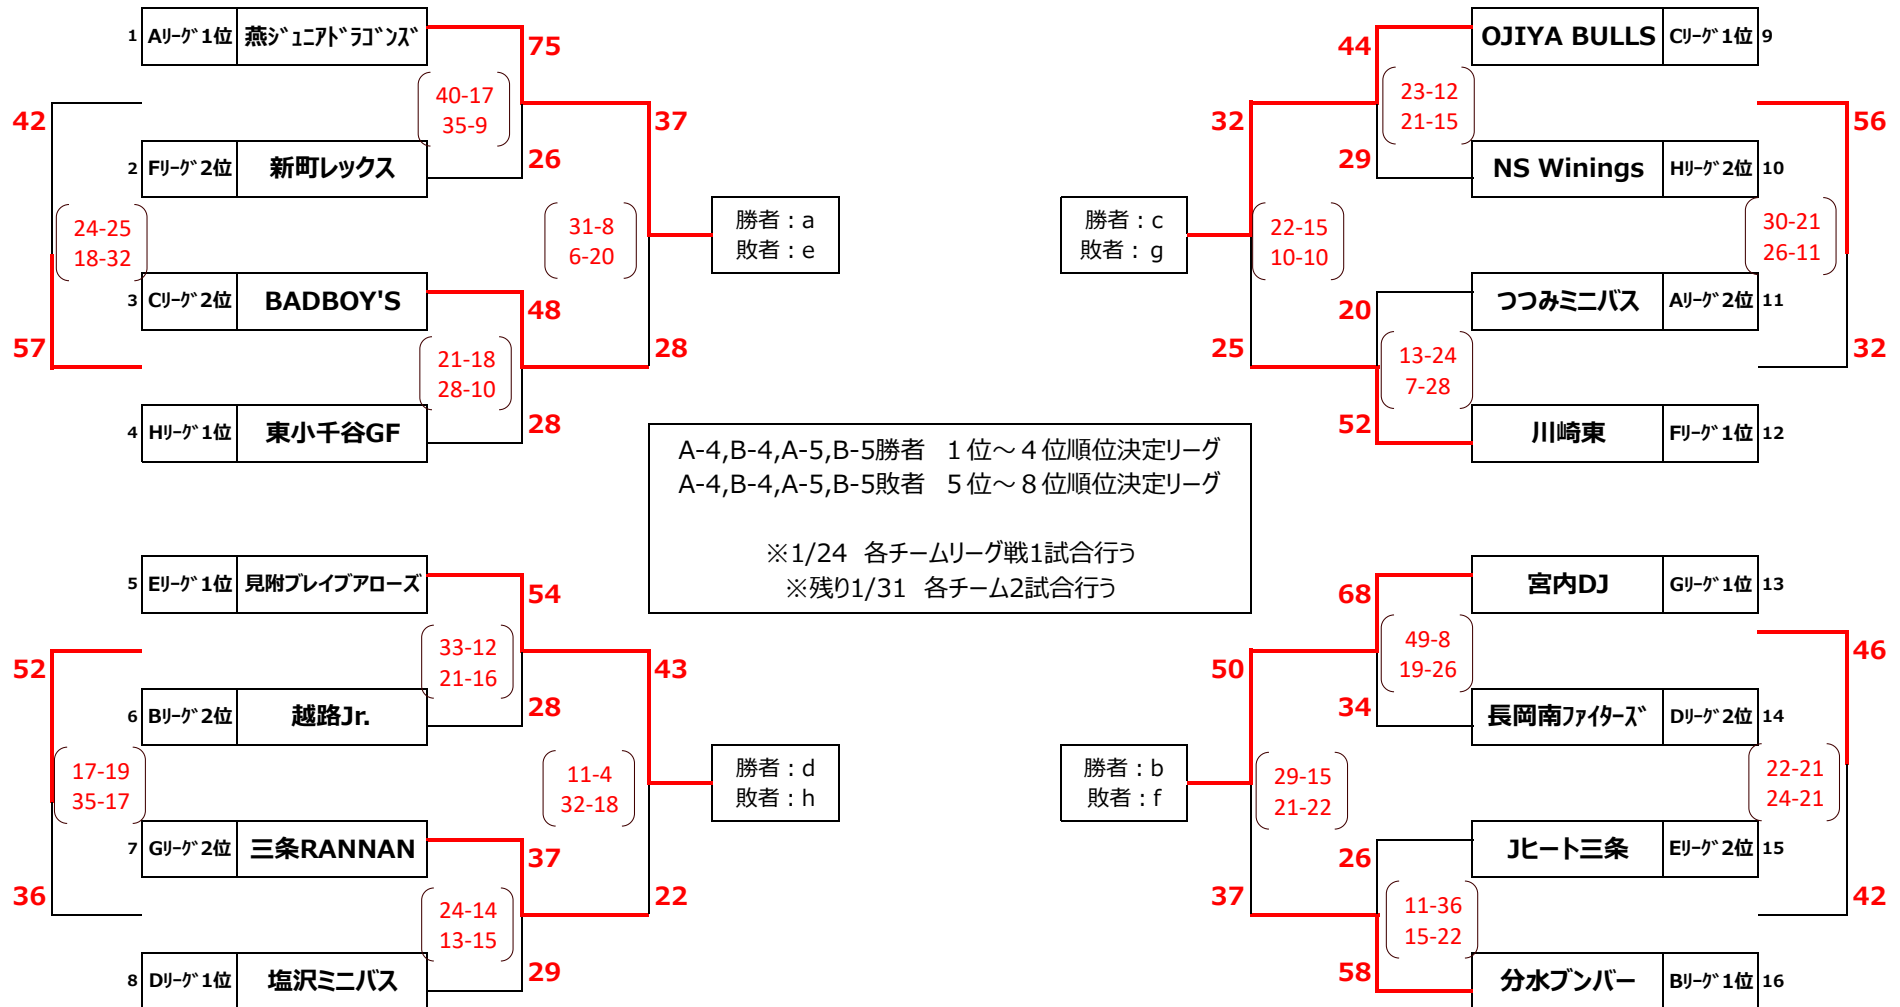 1 Aリーグ 1位 燕ジュニアドラゴンズ
75
40-17
35-9
42
37
2 Fリーグ 2位 新町レックス
26
24-25
18-32
31-8
6-20
勝者：a
敗者：e
3 Cリーグ 2位 BADBOY'S
48
57
28
21-18
28-10
4 Hリーグ 1位 東小千谷GF
28
44
OJIYA BULLS Cリーグ 1位 9
23-12
21-15
32
56
29
NS Winings Hリーグ 2位 10
勝者：c
敗者：g
22-15
10-10
30-21
26-11
20
つつみミニバス Aリーグ 2位 11
25
32
13-24
7-28
52
川崎東 Fリーグ 1位 12
A-4,B-4,A-5,B-5勝者 １位～４位順位決定リーグ
A-4,B-4,A-5,B-5敗者 ５位～８位順位決定リーグ
※1/24 各チームリーグ戦1試合行う
※残り1/31 各チーム2試合行う
5 Eリーグ 1位 見附ブレイブアローズ
54
33-12
21-16
52
43
6 Bリーグ 2位 越路Jr.
28
17-19
35-17
11-4
32-18
勝者：d
敗者：h
7 Gリーグ 2位 三条RANNAN
37
36
22
24-14
13-15
8 Dリーグ 1位 塩沢ミニバス
29
68
宮内DJ Gリーグ 1位 13
49-8
19-26
50
46
34
長岡南ファイターズ Dリーグ 2位 14
勝者：b
敗者：f
29-15
21-22
22-21
24-21
26
Jヒート三条 Eリーグ 2位 15
37
42
11-36
15-22
58
分水ブンバー Bリーグ 1位 16